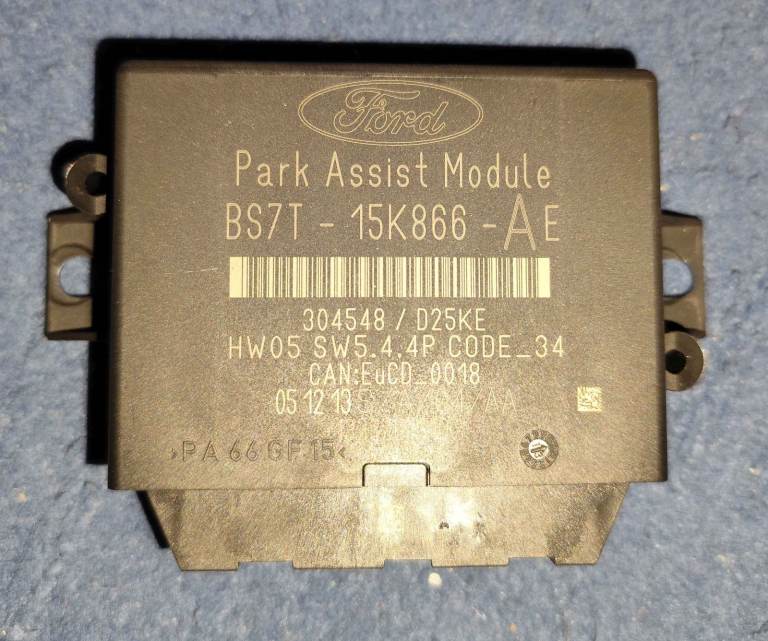 Ford
Park Assist Module
BS7T - 15K866 - AE
304548 / D25KE
HW05 SW5.4.4P CODE_34
CAN:EuCD_0018
05 12 13
>PA 66 GF 15<